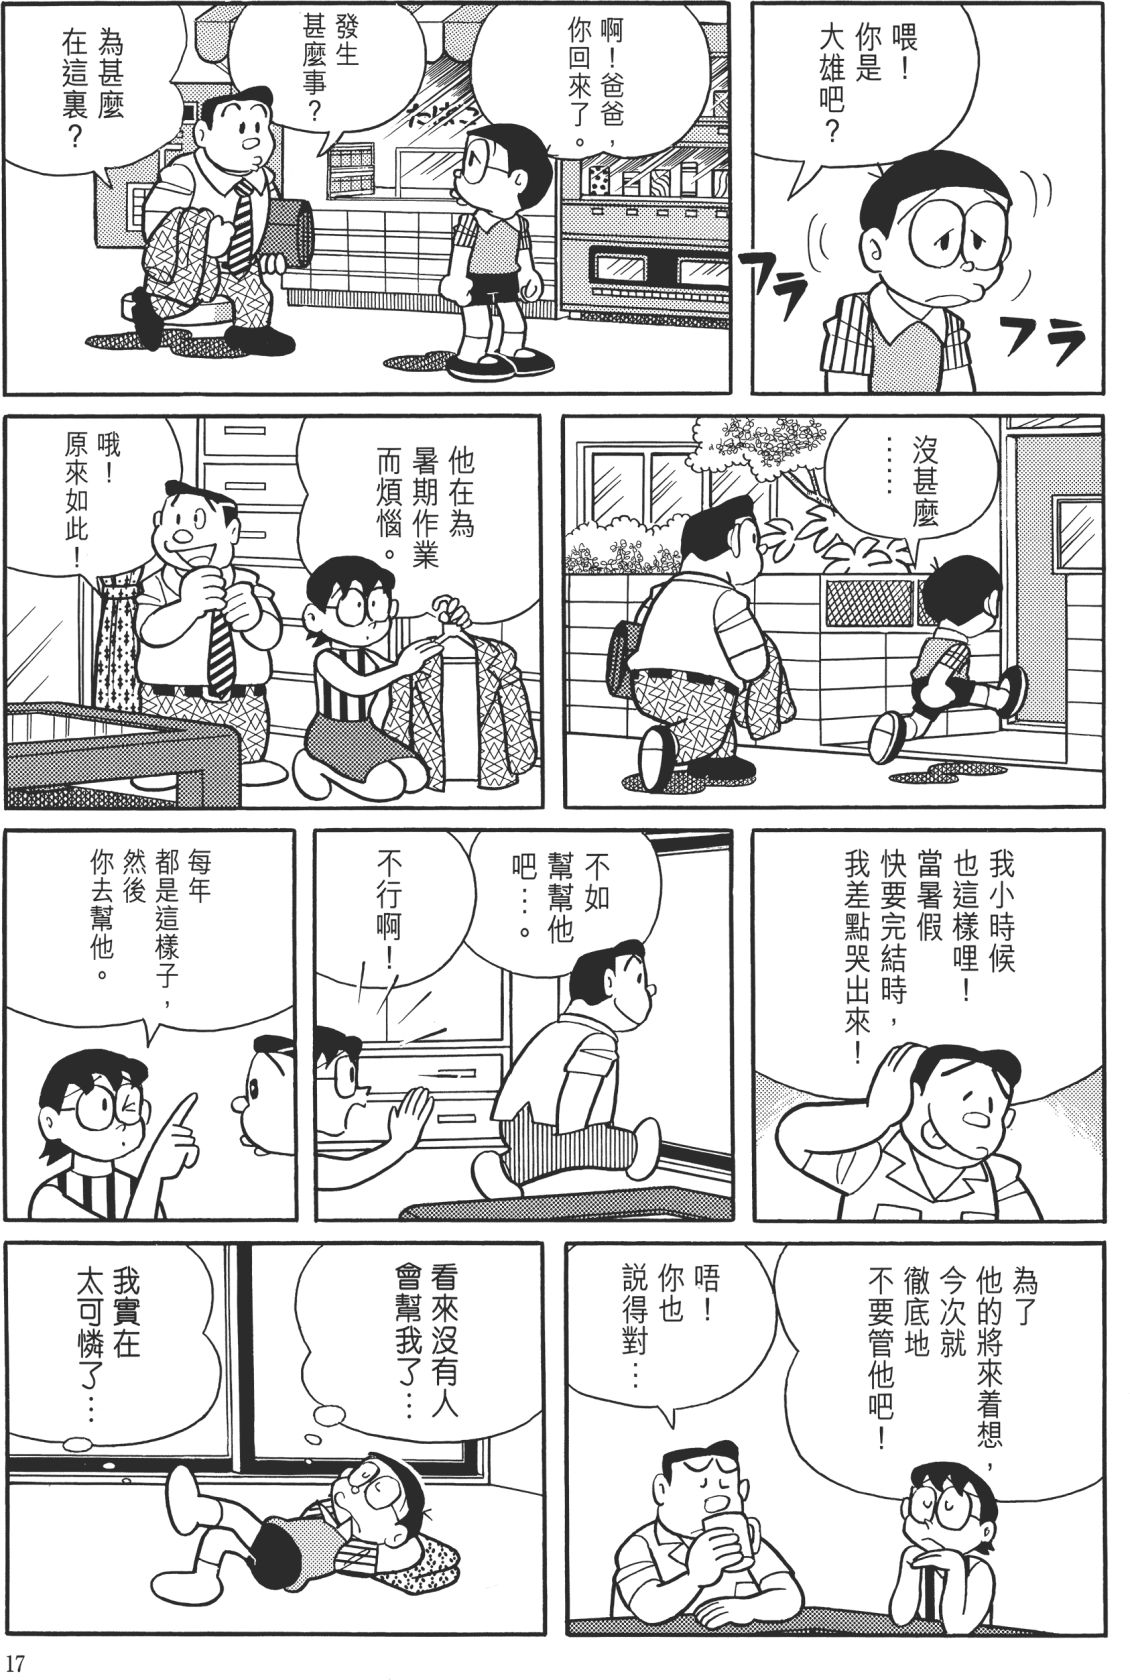 喂！
你是
大雄吧？
フラ
フラ
啊！爸爸，
你回來了。
發生
甚麼事？
為甚麼
在這裏？
たばこ
沒甚麼
……
他在為
暑期作業
而煩惱。
哦！
原來如此！
我小時候
也這樣哩！
當暑假
快要完結時，
我差點哭出來！
不如
幫幫他
吧…。
不行啊！
每年
都是這樣子，
然後
你去幫他。
為了
他的將來着想，
今次就
徹底地
不要管他吧！
唔！
你也
說得對…
看來沒有人
會幫我了…
我實在
太可憐了…
17